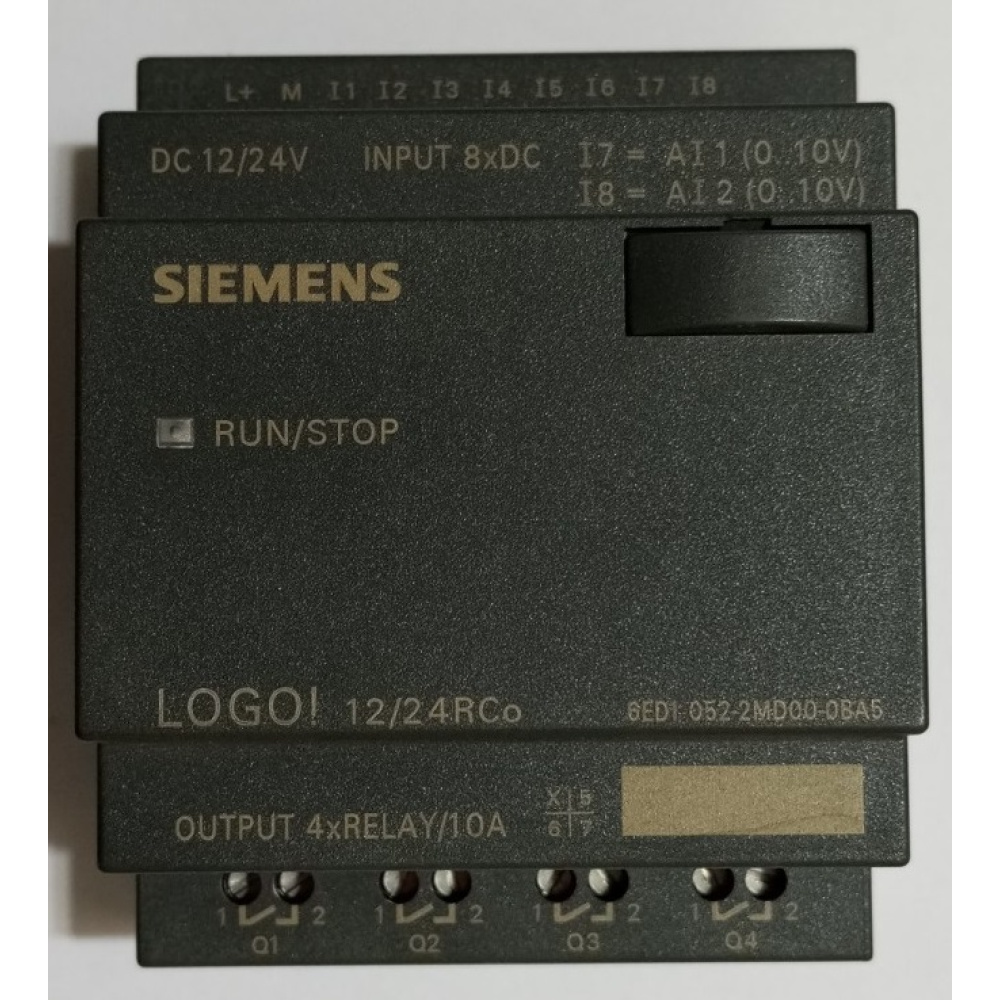 L+ M I1 I2 I3 I4 I5 I6 I7 I8
DC 12/24V INPUT 8xDC I7 = AI 1 (0..10V)
I8 = AI 2 (0..10V)
SIEMENS
RUN/STOP
LOGO! 12/24RCo 6ED1 052-2MD00-0BA5
OUTPUT 4xRELAY/10A X 5
6 7
1 2 1 2 1 2 1 2
Q1 Q2 Q3 Q4